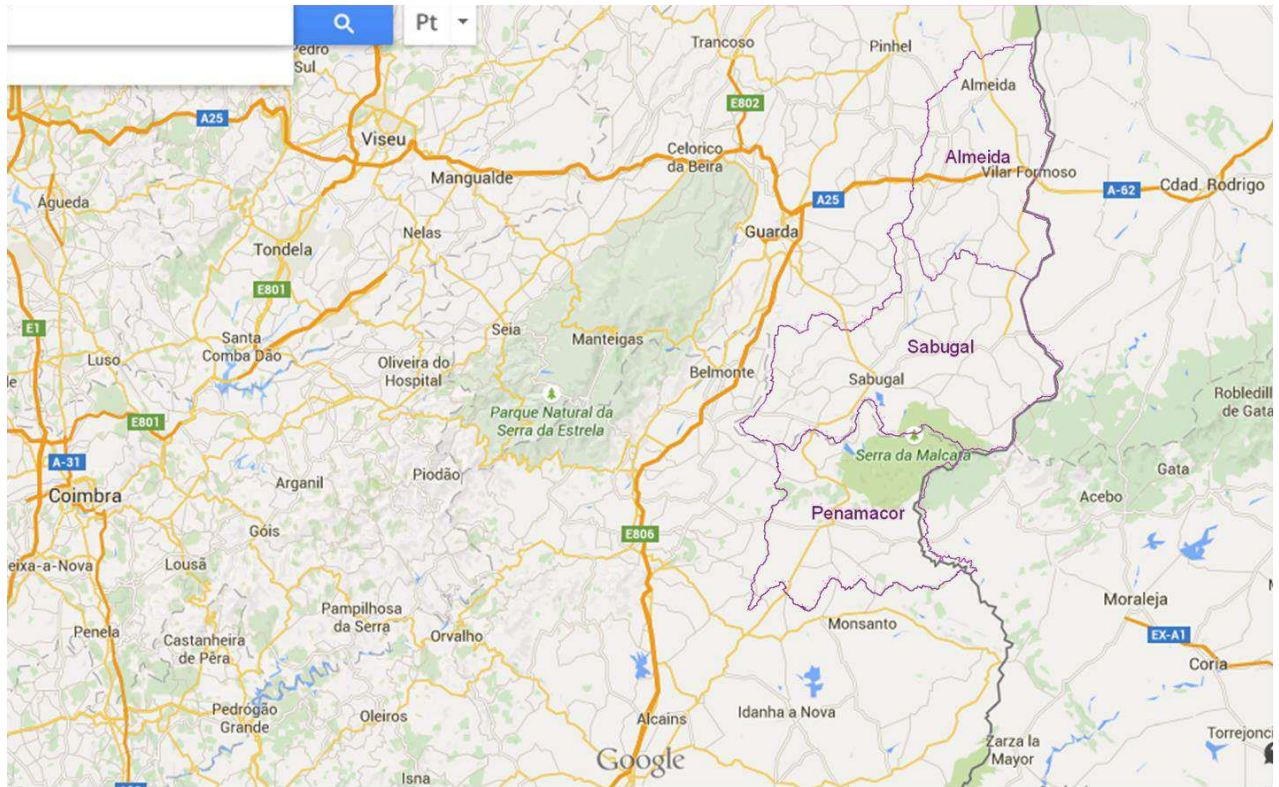 Pt
Pedro
Sul
Trancoso
Pinhel
Almeida
E802
A25
Viseu
Celorico
da Beira
Almeida
Mangualde
Vilar Formoso
A-62
Cdad. Rodrigo
A25
Águeda
Nelas
Guarda
Tondela
E801
E1
Seia
Manteigas
Santa
Comba Dão
Luso
Oliveira do
Hospital
Belmonte
Sabugal
Sabugal
Robledill
de Gata
Parque Natural da
Serra da Estrela
E801
Serra da Malcata
A-31
Gata
Coimbra
Arganil
Piodão
Acebo
Penamacor
Góis
E806
eixa-a-Nova
Lousã
Moraleja
Pampilhosa
da Serra
Monsanto
Penela
Castanheira
de Pêra
Orvalho
EX-A1
Coria
Pedrógão
Grande
Oleiros
Alcains
Idanha a Nova
Torrejonci
Google
Zarza la
Mayor
Isna